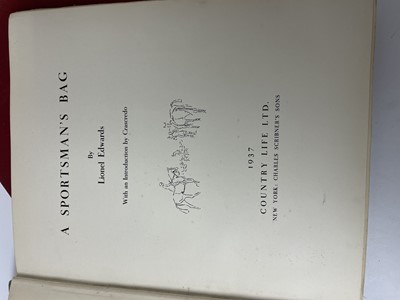 A SPORTSMAN'S BAG
By
Lionel Edwards
With an Introduction by Crascredo
1937
COUNTRY LIFE LTD.
NEW YORK: CHARLES SCRIBNER'S SONS